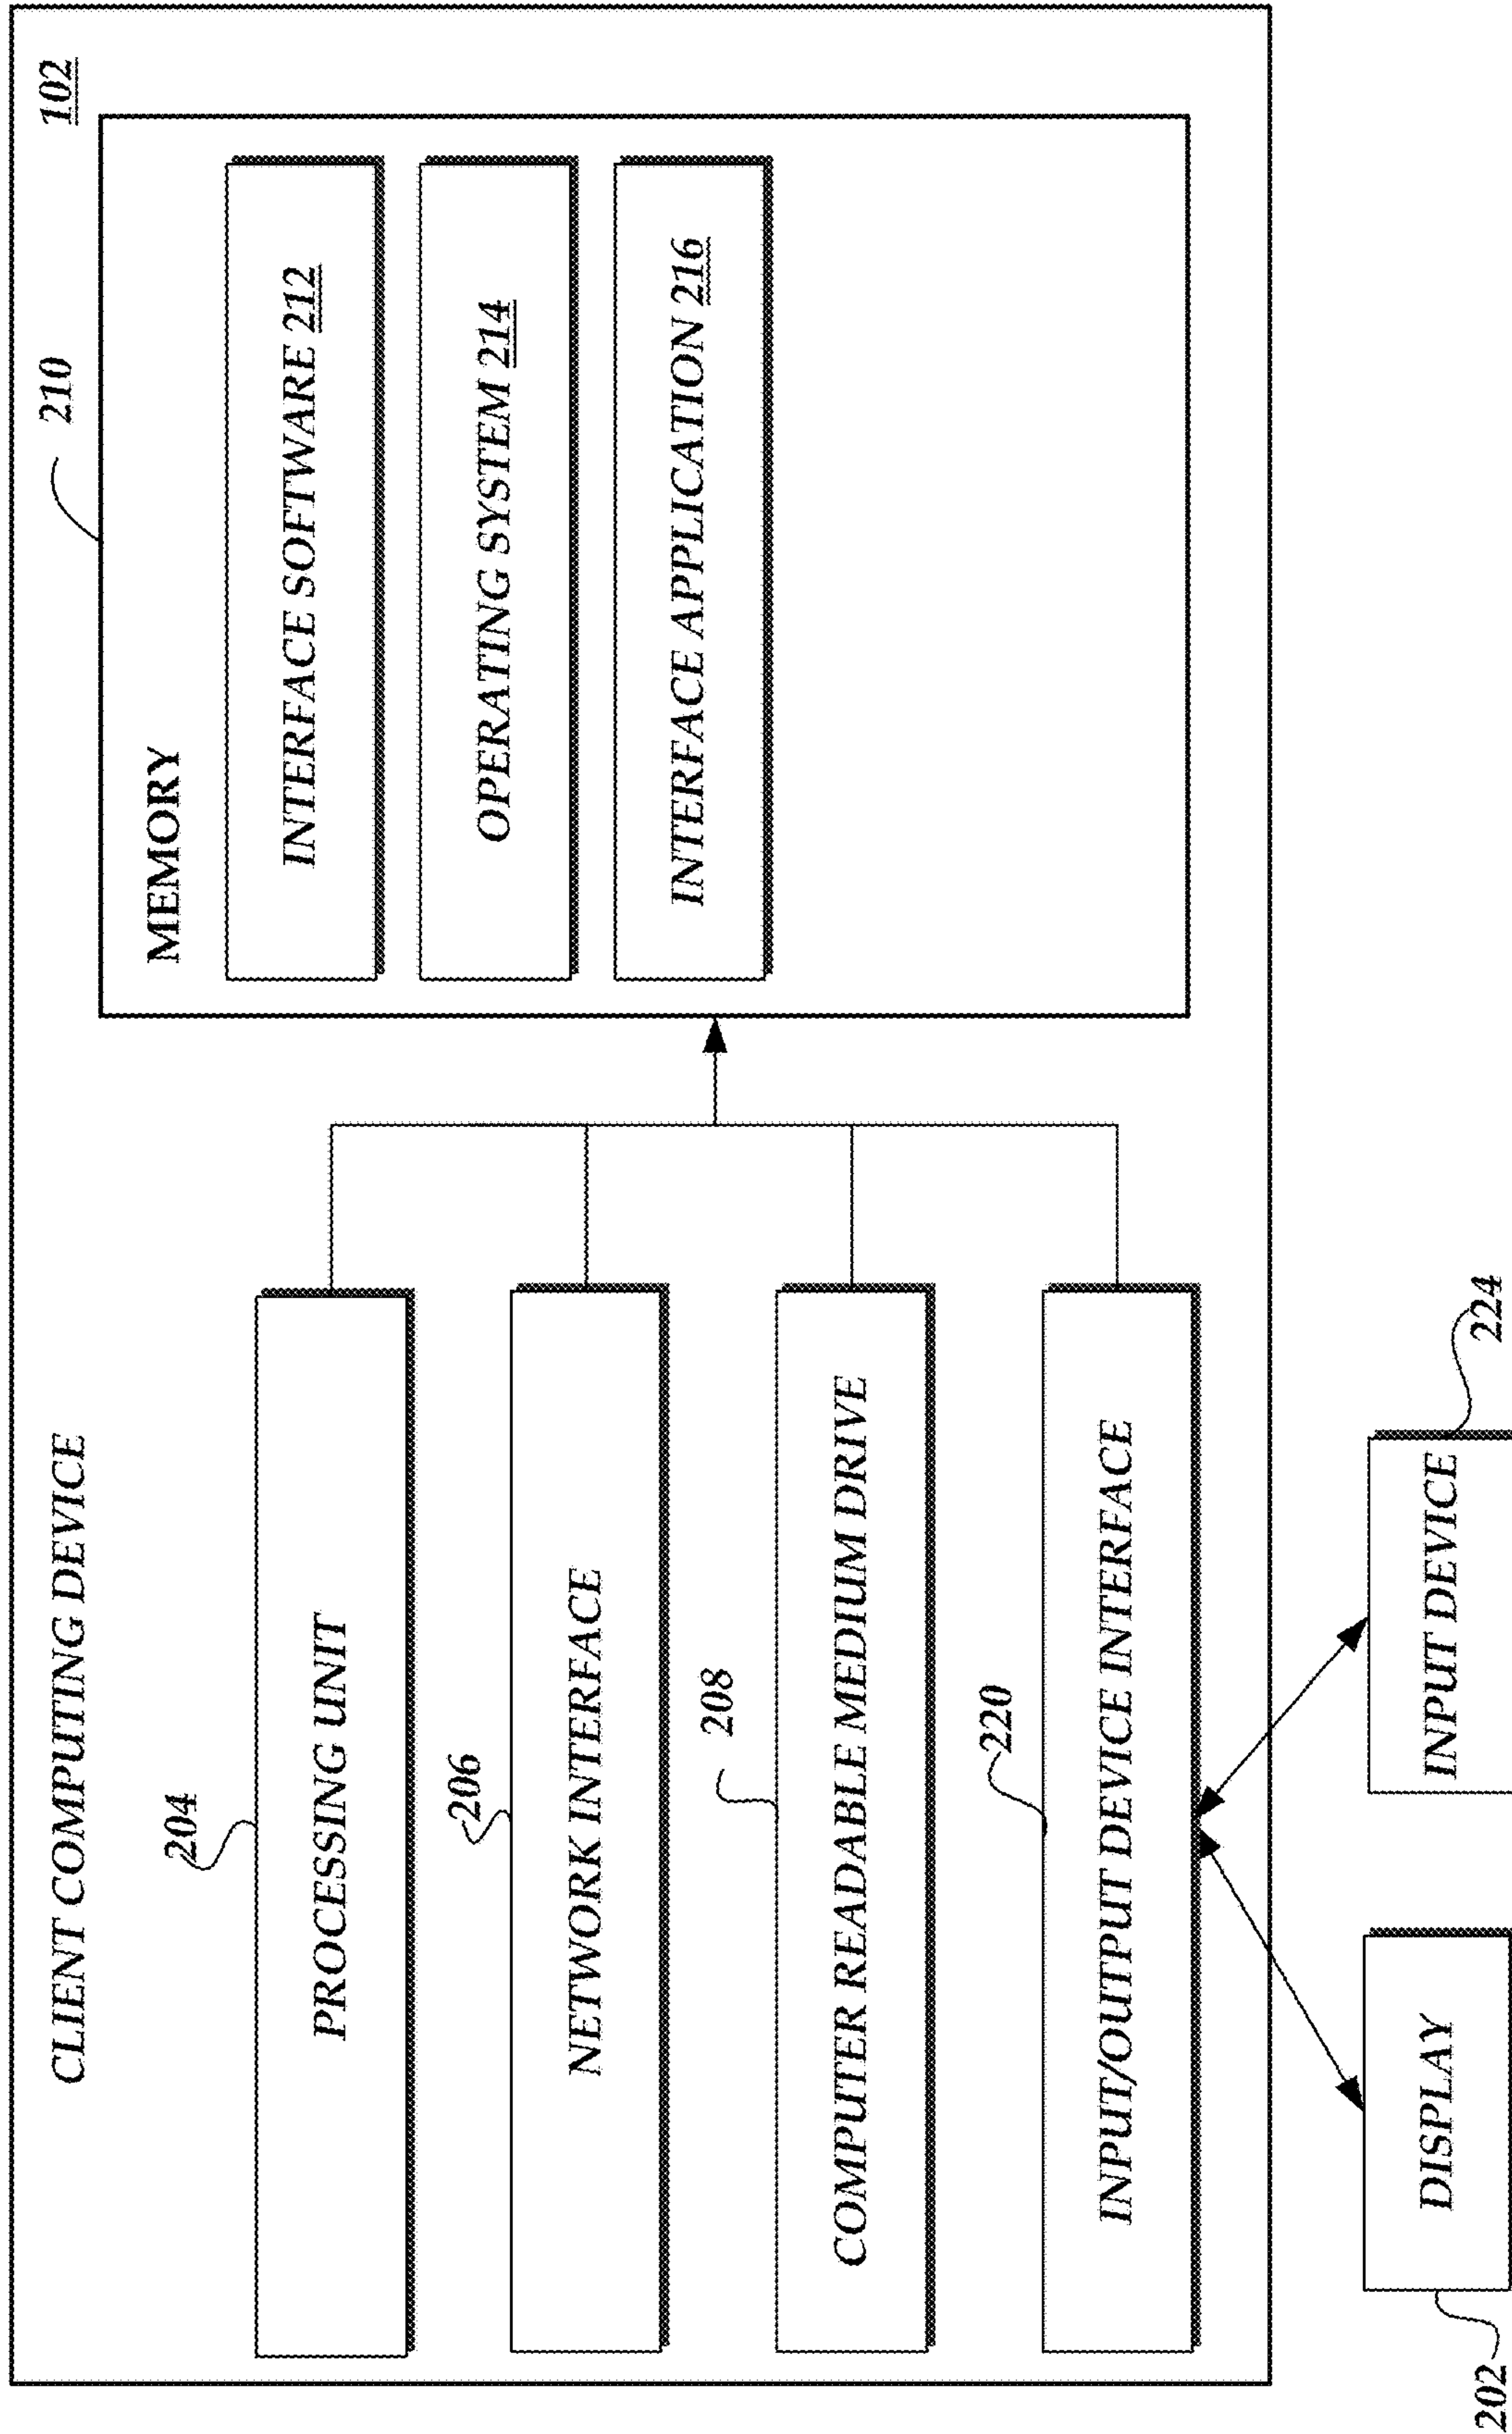 CLIENT COMPUTING DEVICE
102
210
MEMORY
204
PROCESSING UNIT
INTERFACE SOFTWARE 212
206
NETWORK INTERFACE
OPERATING SYSTEM 214
INTERFACE APPLICATION 216
208
COMPUTER READABLE MEDIUM DRIVE
220
INPUT/OUTPUT DEVICE INTERFACE
202
DISPLAY
INPUT DEVICE
224